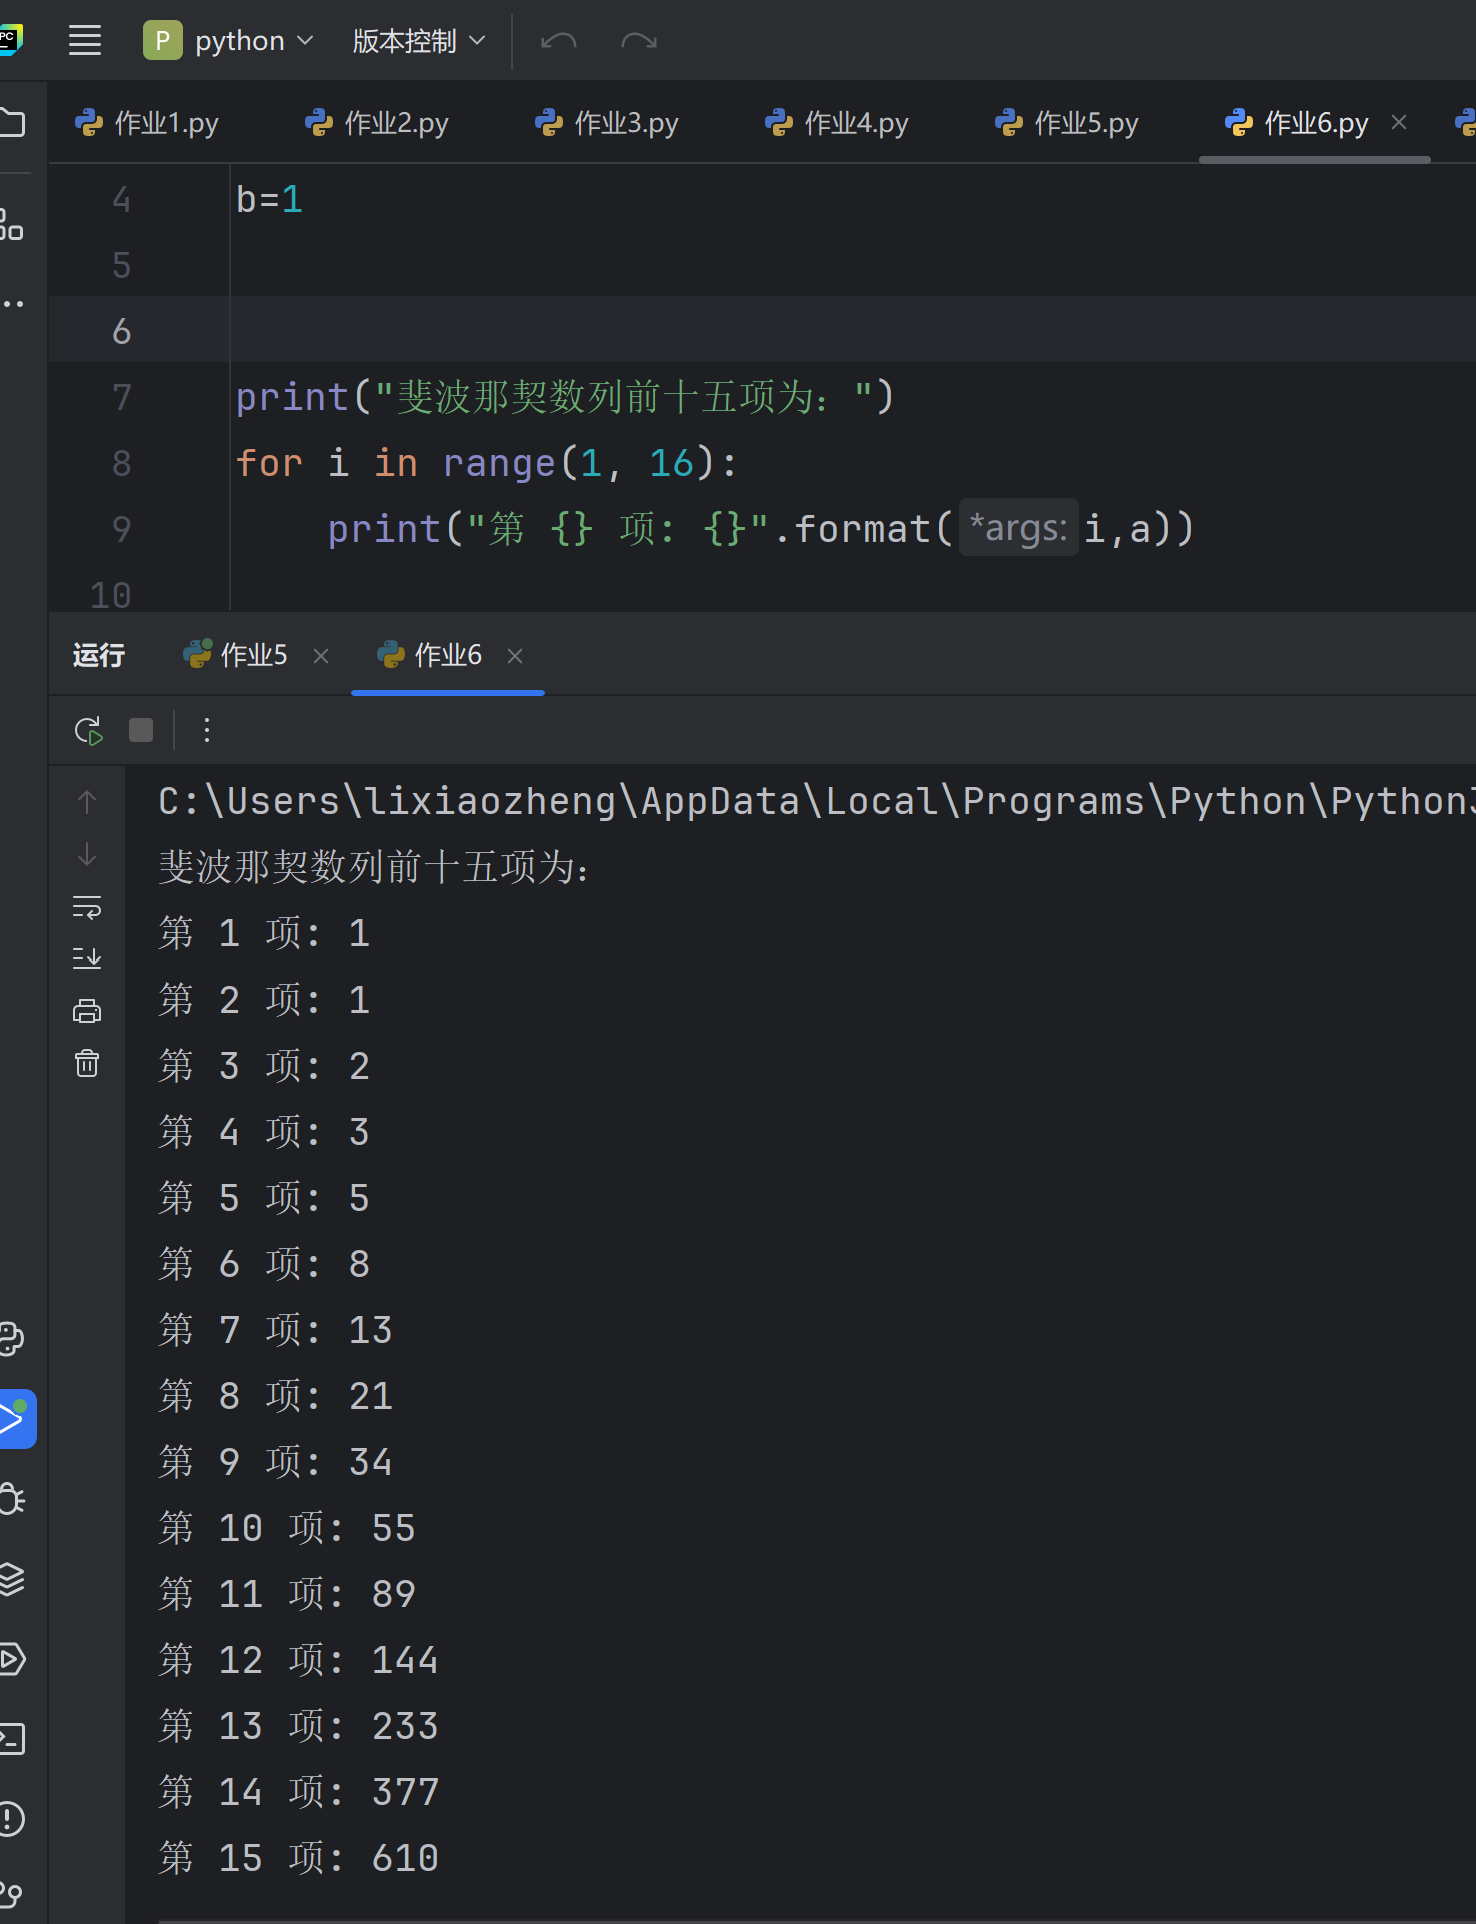 PC
P python 版本控制
作业1.py 作业2.py 作业3.py 作业4.py 作业5.py 作业6.py
4 b=1
5
6
7 print("斐波那契数列前十五项为：")
8 for i in range(1, 16):
9 print("第 {} 项: {}".format( *args: i,a))
10
运行 作业5 作业6
C:\Users\lixiaozheng\AppData\Local\Programs\Python\Python3
斐波那契数列前十五项为：
第 1 项: 1
第 2 项: 1
第 3 项: 2
第 4 项: 3
第 5 项: 5
第 6 项: 8
第 7 项: 13
第 8 项: 21
第 9 项: 34
第 10 项: 55
第 11 项: 89
第 12 项: 144
第 13 项: 233
第 14 项: 377
第 15 项: 610